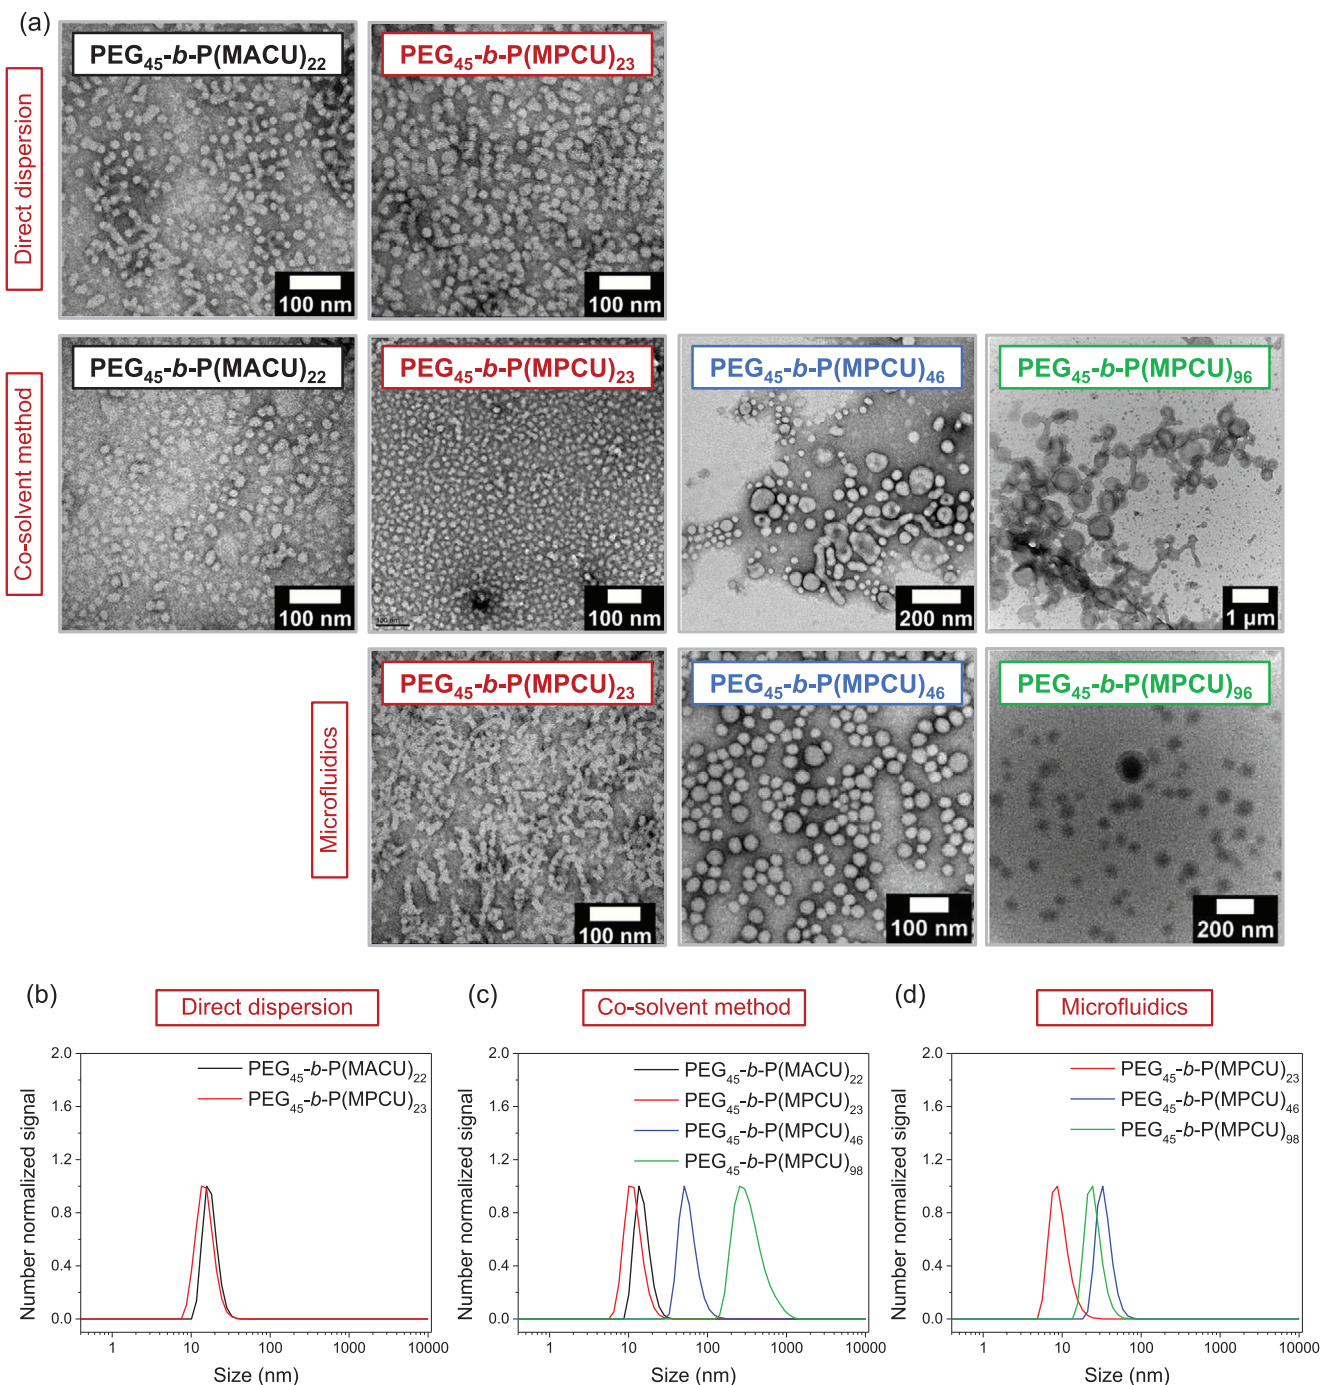 (a)
Direct dispersion
PEG₄₅-b-P(MACU)₂₂
PEG₄₅-b-P(MPCU)₂₃
100 nm
100 nm
Co-solvent method
PEG₄₅-b-P(MACU)₂₂
PEG₄₅-b-P(MPCU)₂₃
PEG₄₅-b-P(MPCU)₄₆
PEG₄₅-b-P(MPCU)₉₆
100 nm
100 nm
100 nm
200 nm
1 µm
Microfluidics
PEG₄₅-b-P(MPCU)₂₃
PEG₄₅-b-P(MPCU)₄₆
PEG₄₅-b-P(MPCU)₉₆
100 nm
100 nm
200 nm
(b)
Direct dispersion
Number normalized signal
2.0
1.6
1.2
0.8
0.4
0.0
PEG₄₅-b-P(MACU)₂₂
PEG₄₅-b-P(MPCU)₂₃
1 10 100 1000 10000
Size (nm)
(c)
Co-solvent method
Number normalized signal
2.0
1.6
1.2
0.8
0.4
0.0
PEG₄₅-b-P(MACU)₂₂
PEG₄₅-b-P(MPCU)₂₃
PEG₄₅-b-P(MPCU)₄₆
PEG₄₅-b-P(MPCU)₉₈
1 10 100 1000 10000
Size (nm)
(d)
Microfluidics
Number normalized signal
2.0
1.6
1.2
0.8
0.4
0.0
PEG₄₅-b-P(MPCU)₂₃
PEG₄₅-b-P(MPCU)₄₆
PEG₄₅-b-P(MPCU)₉₈
1 10 100 1000 10000
Size (nm)